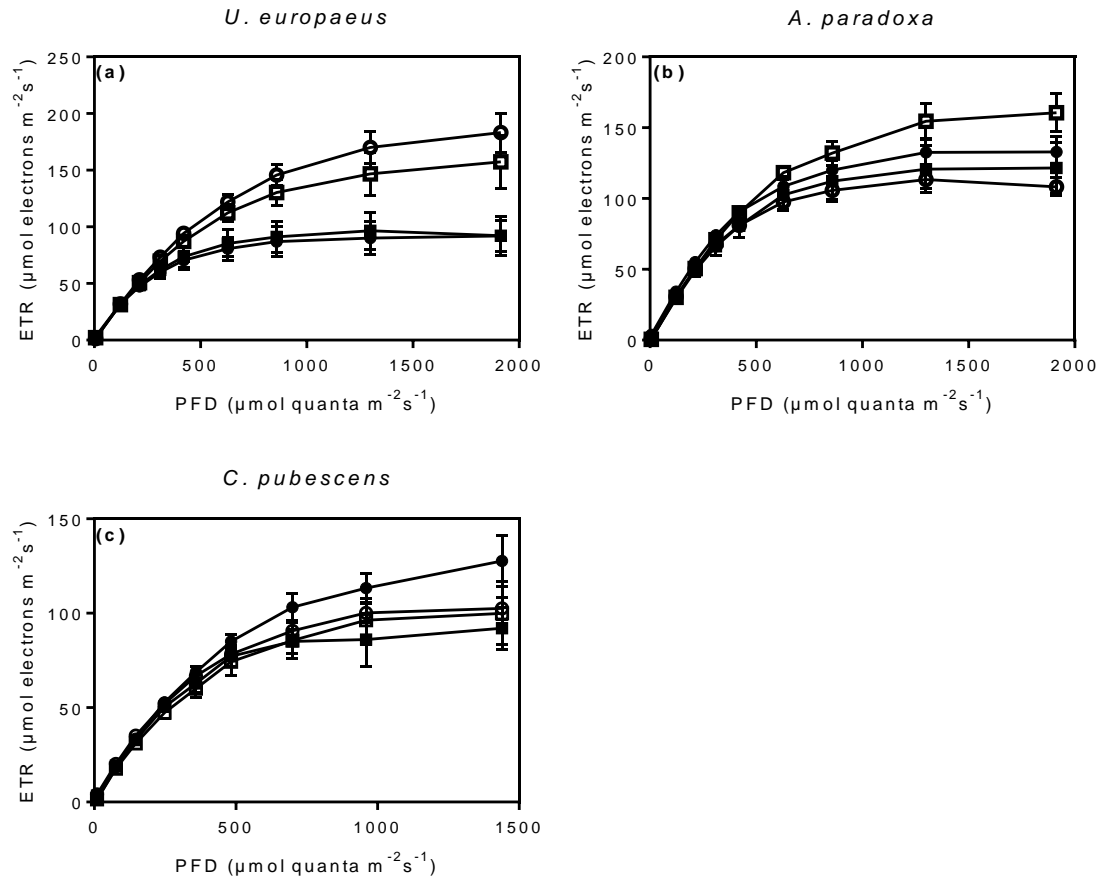 U. europaeus
A. paradoxa
250
200
150
100
50
0
(a)
ETR (µmol electrons m⁻²s⁻¹)
0 500 1000 1500 2000
PFD (µmol quanta m⁻²s⁻¹)
200
150
100
50
0
(b)
ETR (µmol electrons m⁻²s⁻¹)
0 500 1000 1500 2000
PFD (µmol quanta m⁻²s⁻¹)
C. pubescens
150
100
50
0
(c)
ETR (µmol electrons m⁻²s⁻¹)
0 500 1000 1500
PFD (µmol quanta m⁻²s⁻¹)